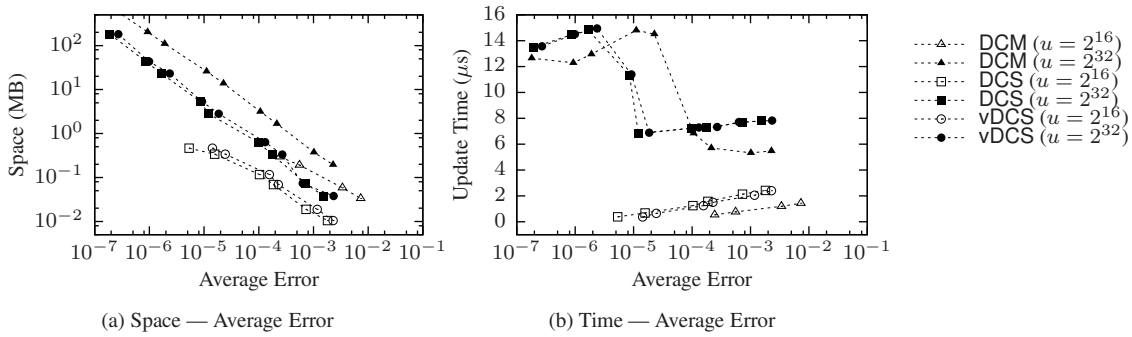 10^2
10^1
10^0
10^{-1}
10^{-2}
Space (MB)
10^{-7} 10^{-6} 10^{-5} 10^{-4} 10^{-3} 10^{-2} 10^{-1}
Average Error
(a) Space — Average Error
16
14
12
10
8
6
4
2
0
Update Time (μs)
10^{-7} 10^{-6} 10^{-5} 10^{-4} 10^{-3} 10^{-2} 10^{-1}
Average Error
(b) Time — Average Error
DCM (u = 2^{16})
DCM (u = 2^{32})
DCS (u = 2^{16})
DCS (u = 2^{32})
vDCS (u = 2^{16})
vDCS (u = 2^{32})